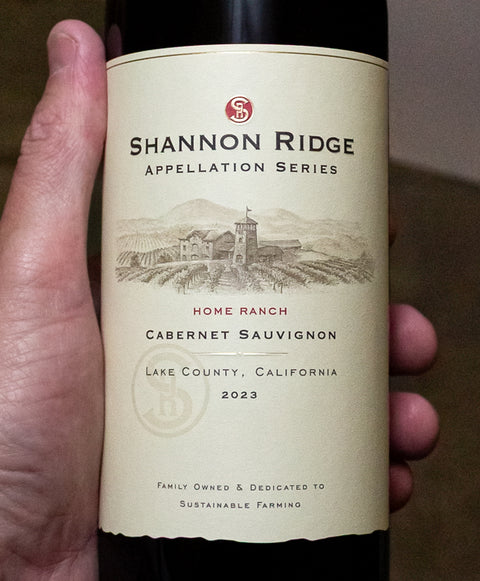 SHANNON RIDGE
APPELLATION SERIES
HOME RANCH
CABERNET SAUVIGNON
LAKE COUNTY, CALIFORNIA
2023
FAMILY OWNED & DEDICATED TO
SUSTAINABLE FARMING